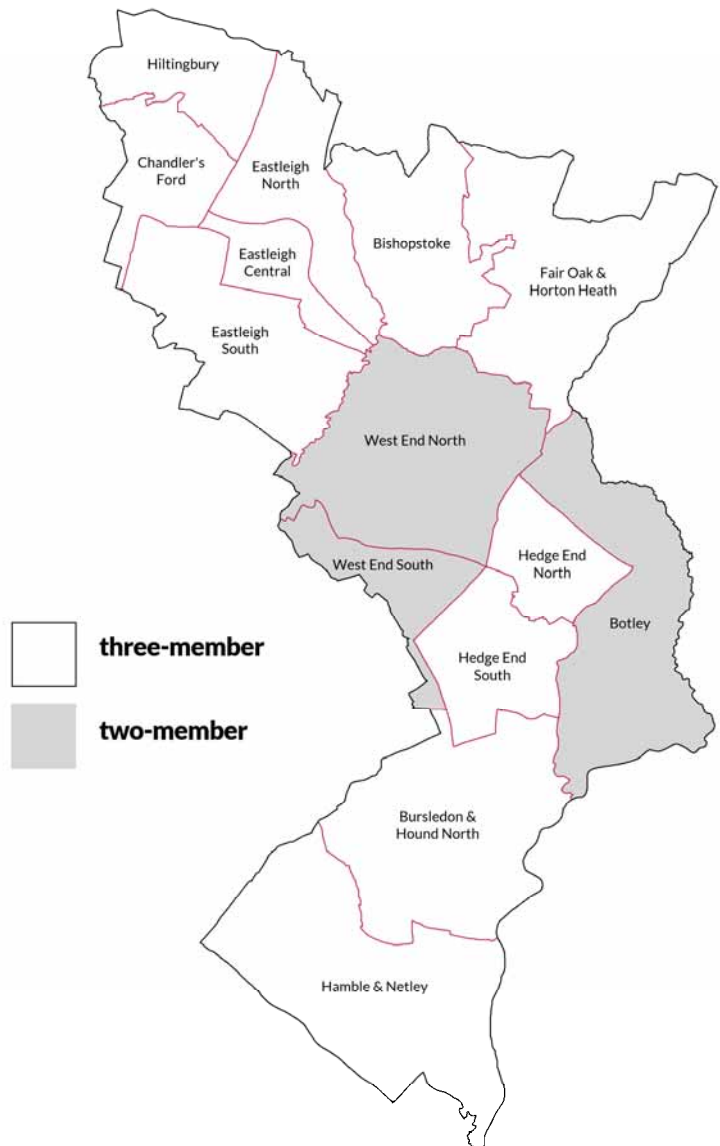 Hiltingbury
Chandler's
Ford
Eastleigh
North
Eastleigh
Central
Bishopstoke
Fair Oak &
Horton Heath
Eastleigh
South
West End North
West End South
Hedge End
North
Botley
Hedge End
South
three-member
two-member
Bursledon &
Hound North
Hamble & Netley